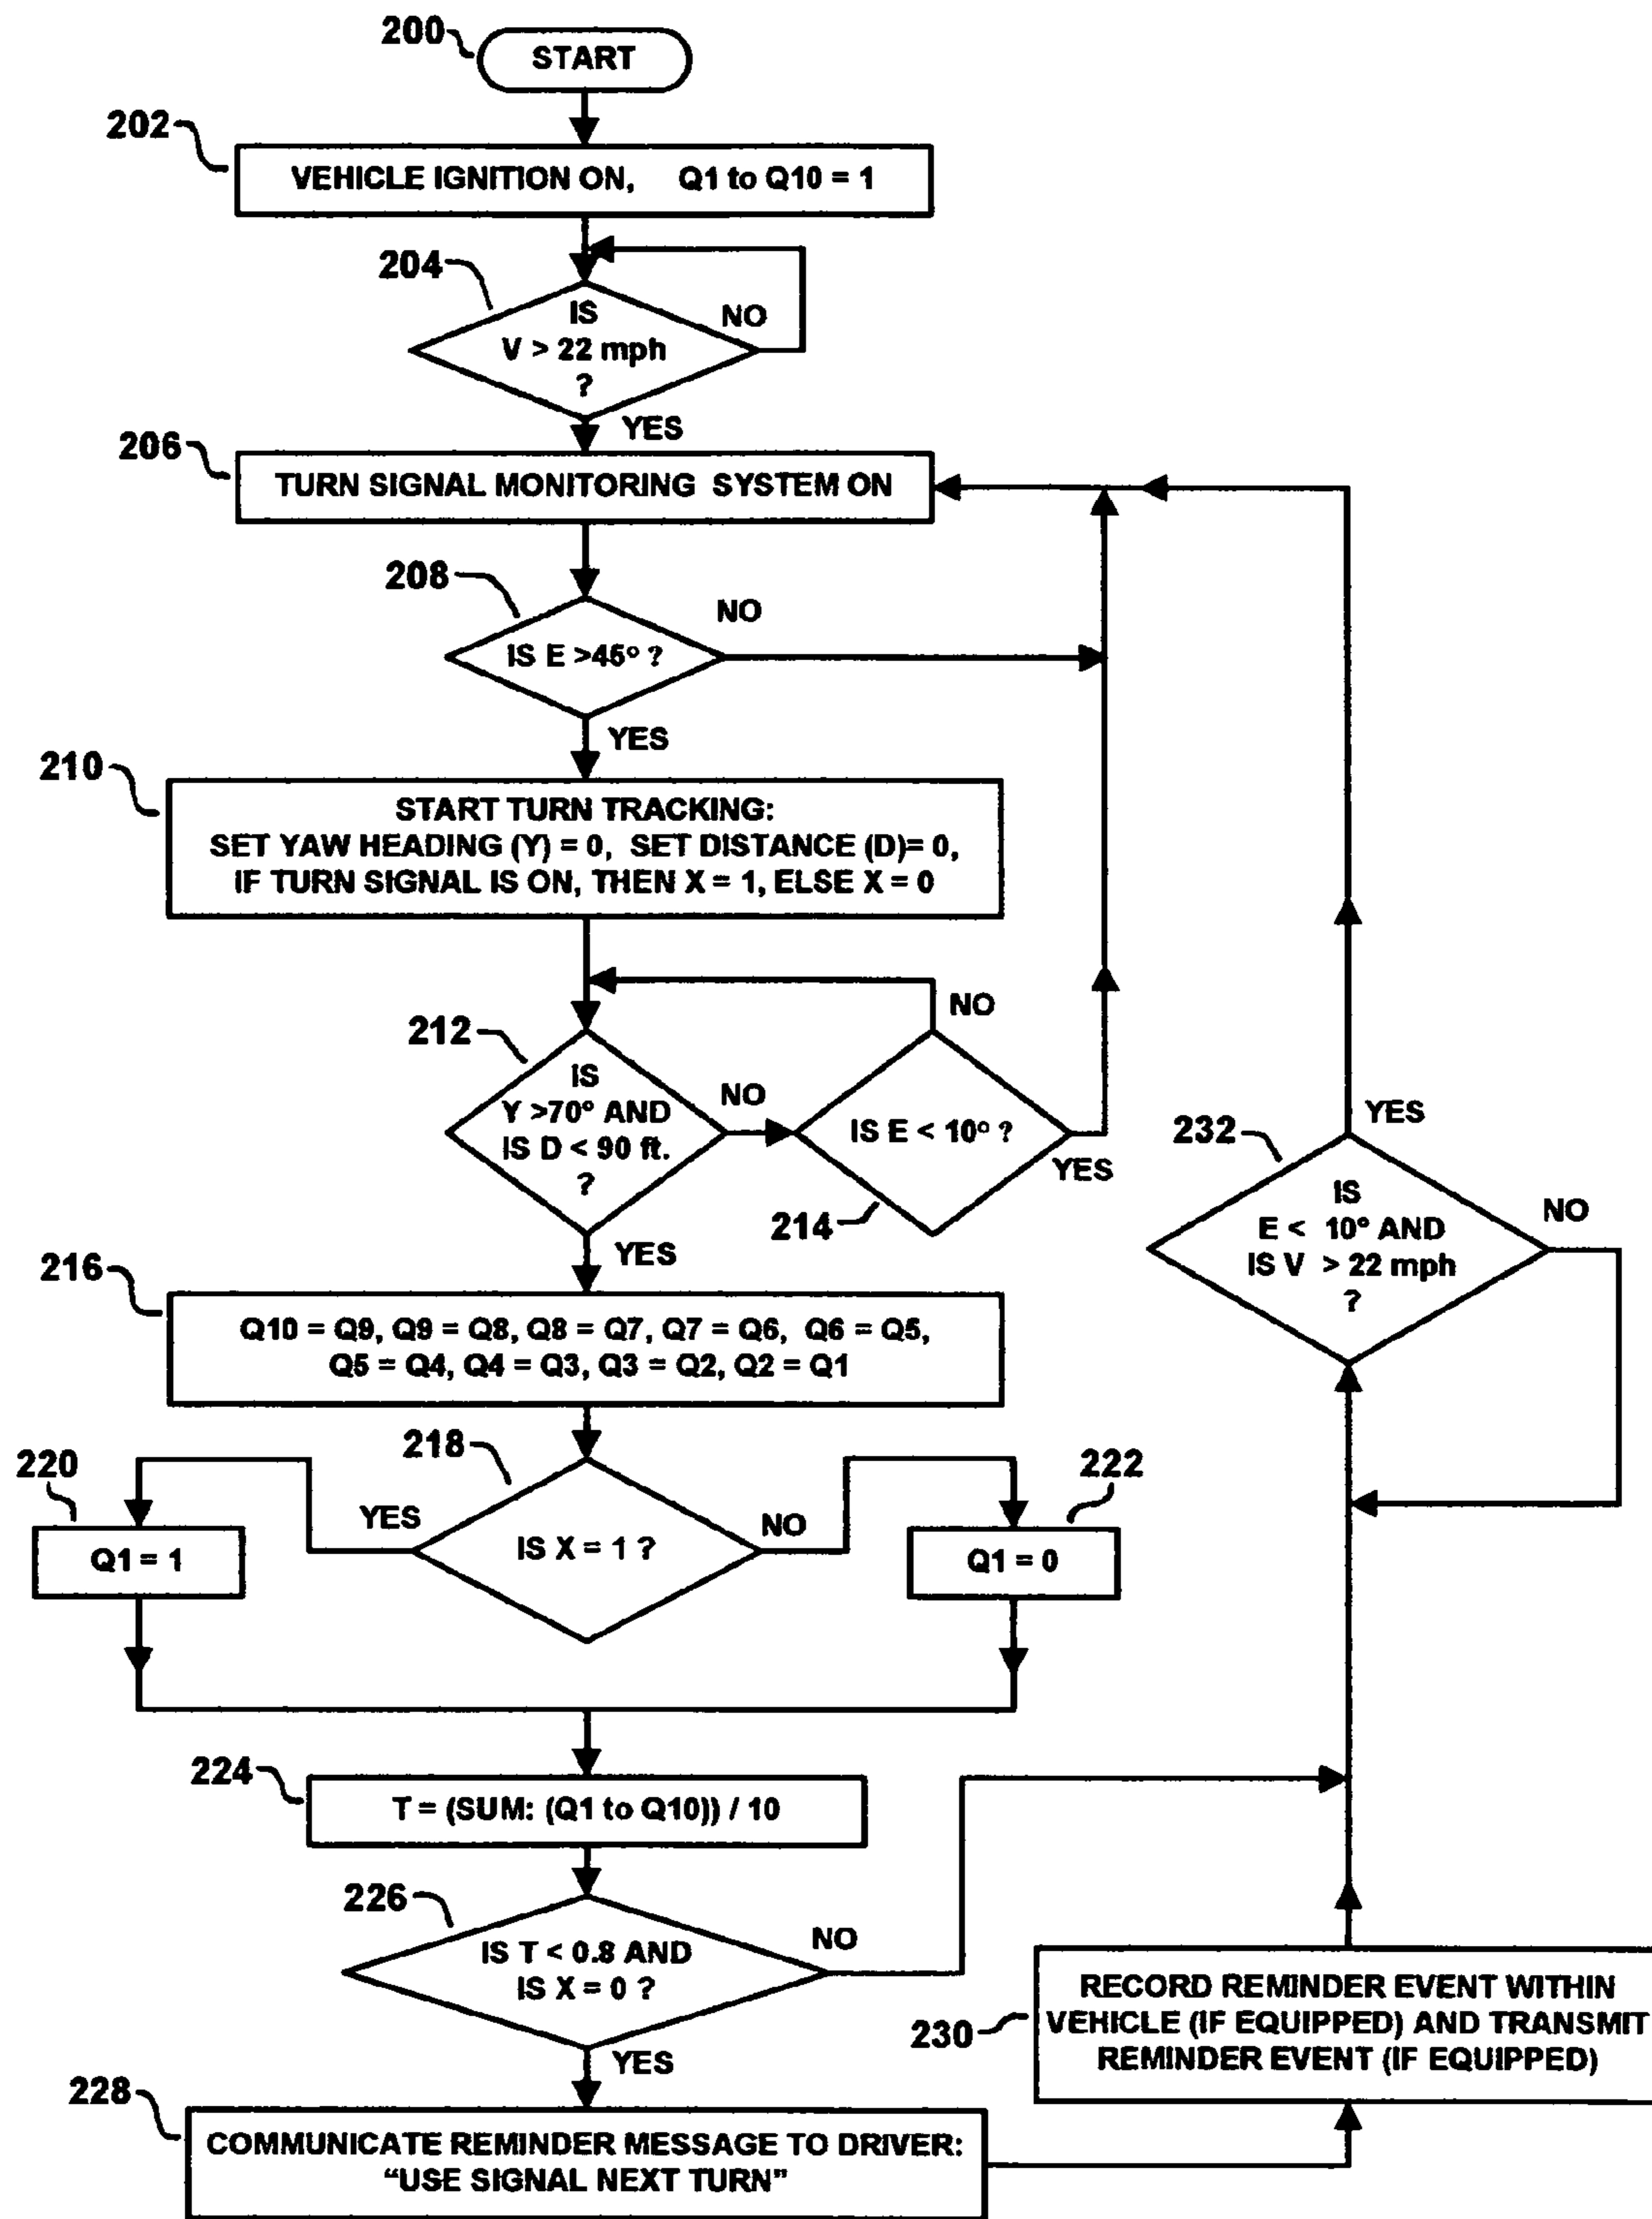 200
START
202
VEHICLE IGNITION ON, Q1 to Q10 = 1
204
IS
V > 22 mph
?
NO
YES
206
TURN SIGNAL MONITORING SYSTEM ON
208
IS E >45° ?
NO
YES
210
START TURN TRACKING:
SET YAW HEADING (Y) = 0, SET DISTANCE (D)= 0,
IF TURN SIGNAL IS ON, THEN X = 1, ELSE X = 0
212
IS
Y >70° AND
IS D < 90 ft.
?
NO
YES
214
IS E < 10° ?
NO
YES
216
Q10 = Q9, Q9 = Q8, Q8 = Q7, Q7 = Q6, Q6 = Q5,
Q5 = Q4, Q4 = Q3, Q3 = Q2, Q2 = Q1
218
IS X = 1 ?
YES
NO
220
Q1 = 1
222
Q1 = 0
224
T = (SUM: (Q1 to Q10)) / 10
226
IS T < 0.8 AND
IS X = 0 ?
NO
YES
228
COMMUNICATE REMINDER MESSAGE TO DRIVER:
“USE SIGNAL NEXT TURN”
230
RECORD REMINDER EVENT WITHIN
VEHICLE (IF EQUIPPED) AND TRANSMIT
REMINDER EVENT (IF EQUIPPED)
232
IS
E < 10° AND
IS V > 22 mph
?
YES
NO